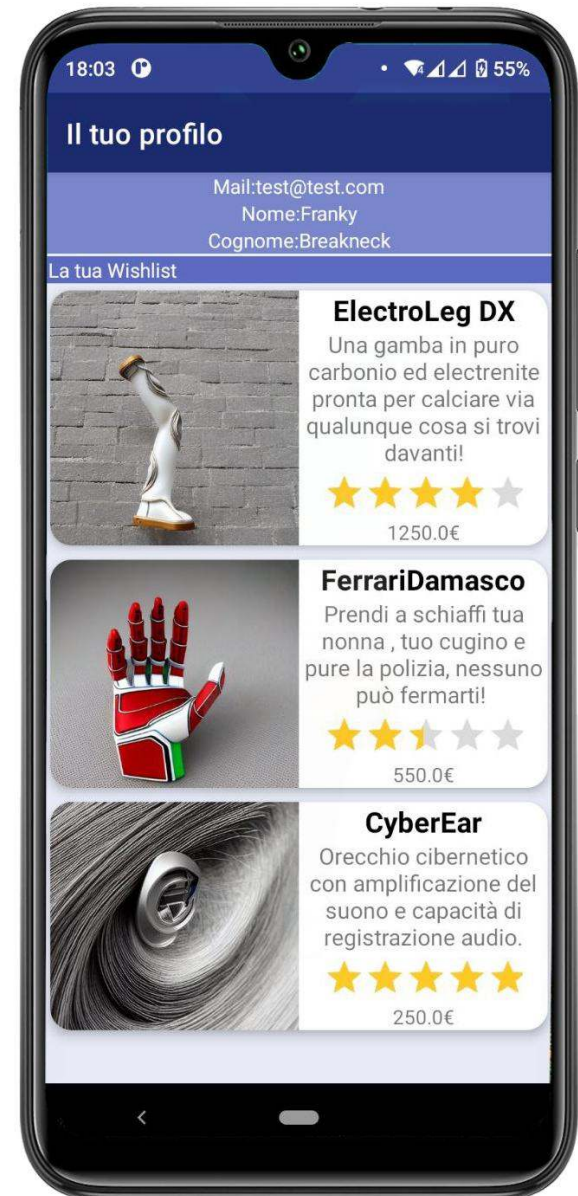 18:03 55%
Il tuo profilo
Mail:test@test.com
Nome:Franky
Cognome:Breakneck
La tua Wishlist
ElectroLeg DX
Una gamba in puro
carbonio ed electrenite
pronta per calciare via
qualunque cosa si trovi
davanti!
1250.0€
FerrariDamasco
Prendi a schiaffi tua
nonna , tuo cugino e
pure la polizia, nessuno
può fermarti!
550.0€
CyberEar
Orecchio cibernetico
con amplificazione del
suono e capacità di
registrazione audio.
250.0€